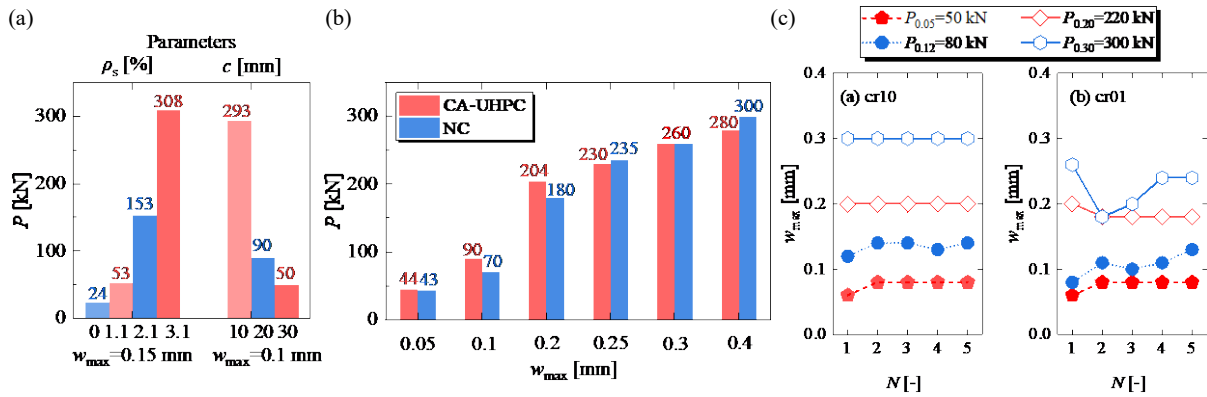 (a)
Parameters
ρs [%] c [mm]
P [kN]
300
200
100
0
24
53
153
308
293
90
50
0 1.1 2.1 3.1 10 20 30
wmax=0.15 mm wmax=0.1 mm
(b)
CA-UHPC
NC
P [kN]
300
200
100
0
44 43
90 70
204 180
230 235
260
280 300
0.05 0.1 0.2 0.25 0.3 0.4
wmax [mm]
(c)
P0.05=50 kN P0.20=220 kN
P0.12=80 kN P0.30=300 kN
(a) cr10
wmax [mm]
0.4
0.3
0.2
0.1
0.0
1 2 3 4 5
N [-]
(b) cr01
wmax [mm]
0.4
0.3
0.2
0.1
0.0
1 2 3 4 5
N [-]